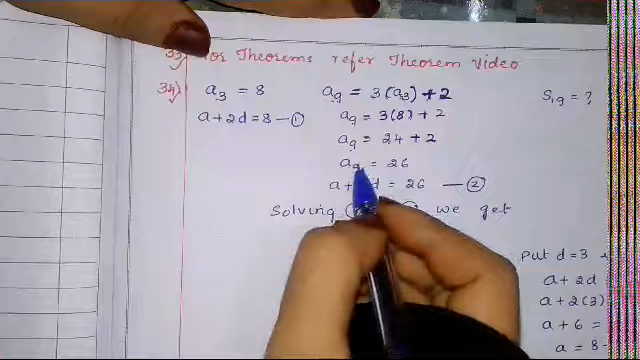 33) For Theorems refer Theorem video
34) a₃ = 8
a + 2d = 8 — ①
a₉ = 3(a₃) + 2
a₉ = 3(8) + 2
a₉ = 24 + 2
a₉ = 26
a + d = 26 — ②
Solving we get
S₁₉ = ?
Put d = 3
a + 2d
a + 2(3)
a + 6 =
a = 8 -